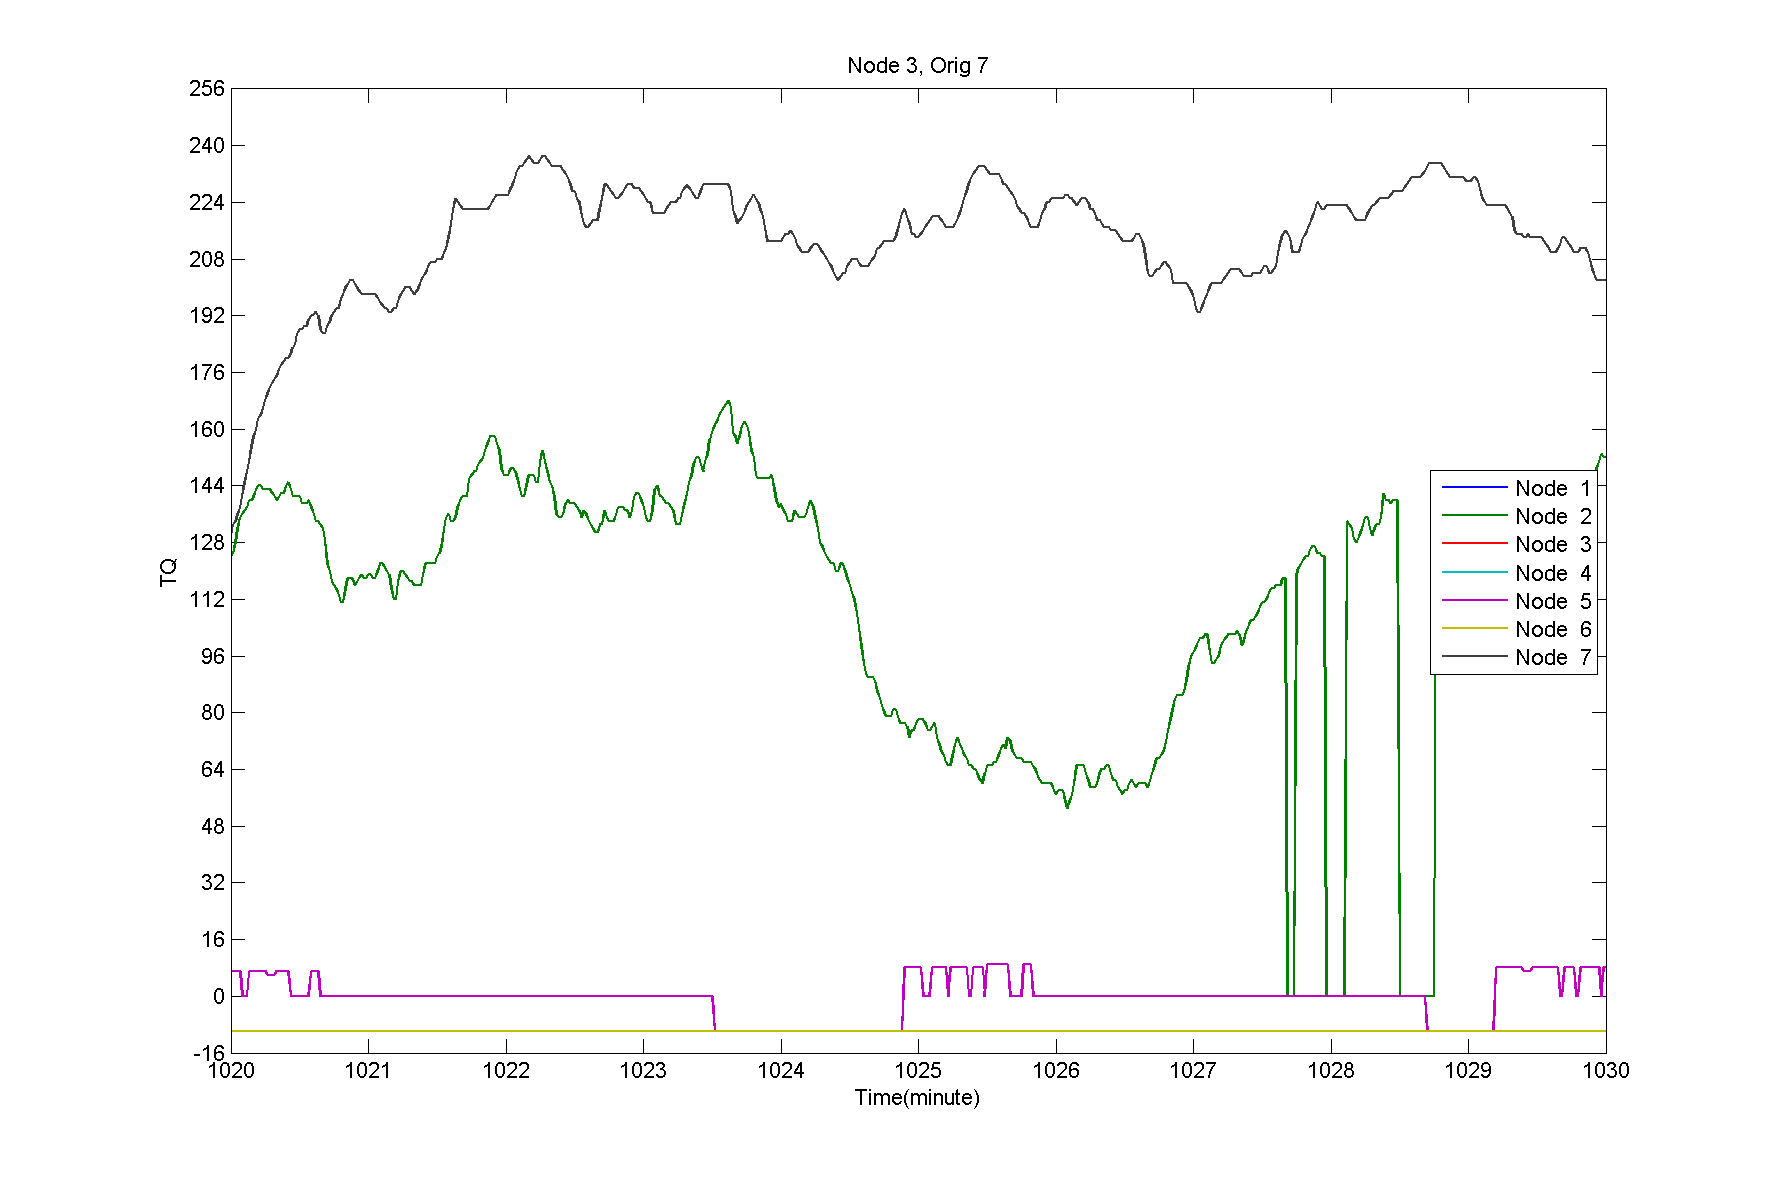 Node 3, Orig 7
256
240
224
208
192
176
160
144
128
112
96
80
64
48
32
16
0
-16
TQ
Node 1
Node 2
Node 3
Node 4
Node 5
Node 6
Node 7
1020 1021 1022 1023 1024 1025 1026 1027 1028 1029 1030
Time(minute)